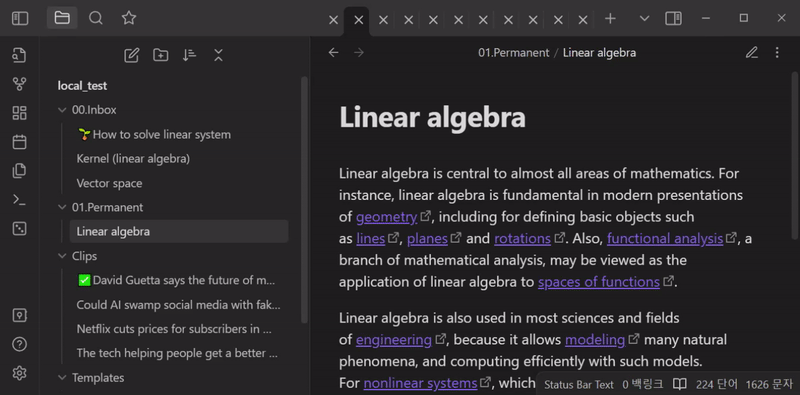 01.Permanent / Linear algebra
local_test
00.Inbox
🌱How to solve linear system
Kernel (linear algebra)
Vector space
01.Permanent
Linear algebra
Clips
✅ David Guetta says the future of m...
Could AI swamp social media with fak...
Netflix cuts prices for subscribers in ...
The tech helping people get a better ...
Templates
Linear algebra
Linear algebra is central to almost all areas of mathematics. For
instance, linear algebra is fundamental in modern presentations
of geometry, including for defining basic objects such
as lines, planes and rotations. Also, functional analysis, a
branch of mathematical analysis, may be viewed as the
application of linear algebra to spaces of functions.
Linear algebra is also used in most sciences and fields
of engineering, because it allows modeling many natural
phenomena, and computing efficiently with such models.
For nonlinear systems, which
Status Bar Text 0 백링크 224 단어 1626 문자